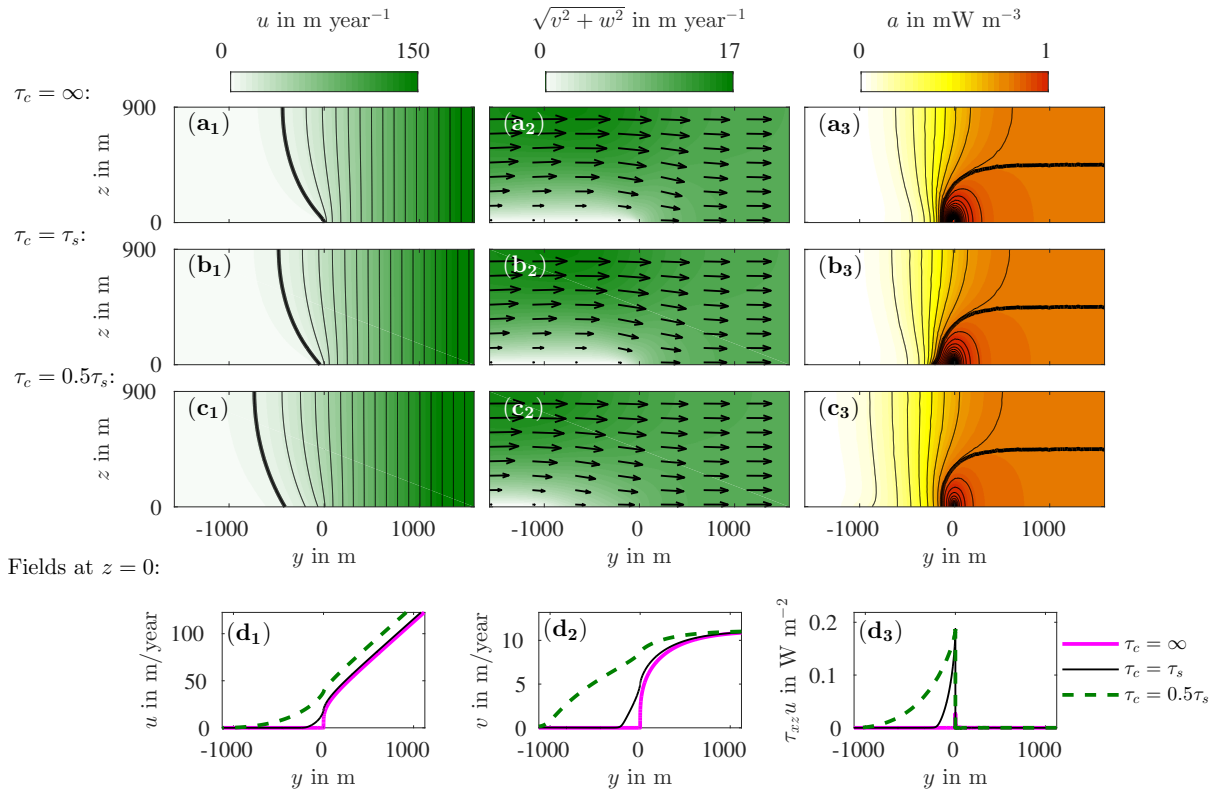 u in m year⁻¹
√(v² + w²) in m year⁻¹
a in mW m⁻³
0 150
0 17
0 1
τc = ∞:
900
z in m
0
(a₁)
(a₂)
(a₃)
τc = τs:
900
z in m
0
(b₁)
(b₂)
(b₃)
τc = 0.5τs:
900
z in m
0
(c₁)
(c₂)
(c₃)
-1000 0 1000
y in m
-1000 0 1000
y in m
-1000 0 1000
y in m
Fields at z = 0:
u in m/year
100
50
0
(d₁)
-1000 0 1000
y in m
v in m/year
10
5
0
(d₂)
-1000 0 1000
y in m
τxzu in W m⁻²
0.2
0.1
0
(d₃)
-1000 0 1000
y in m
τc = ∞
τc = τs
τc = 0.5τs